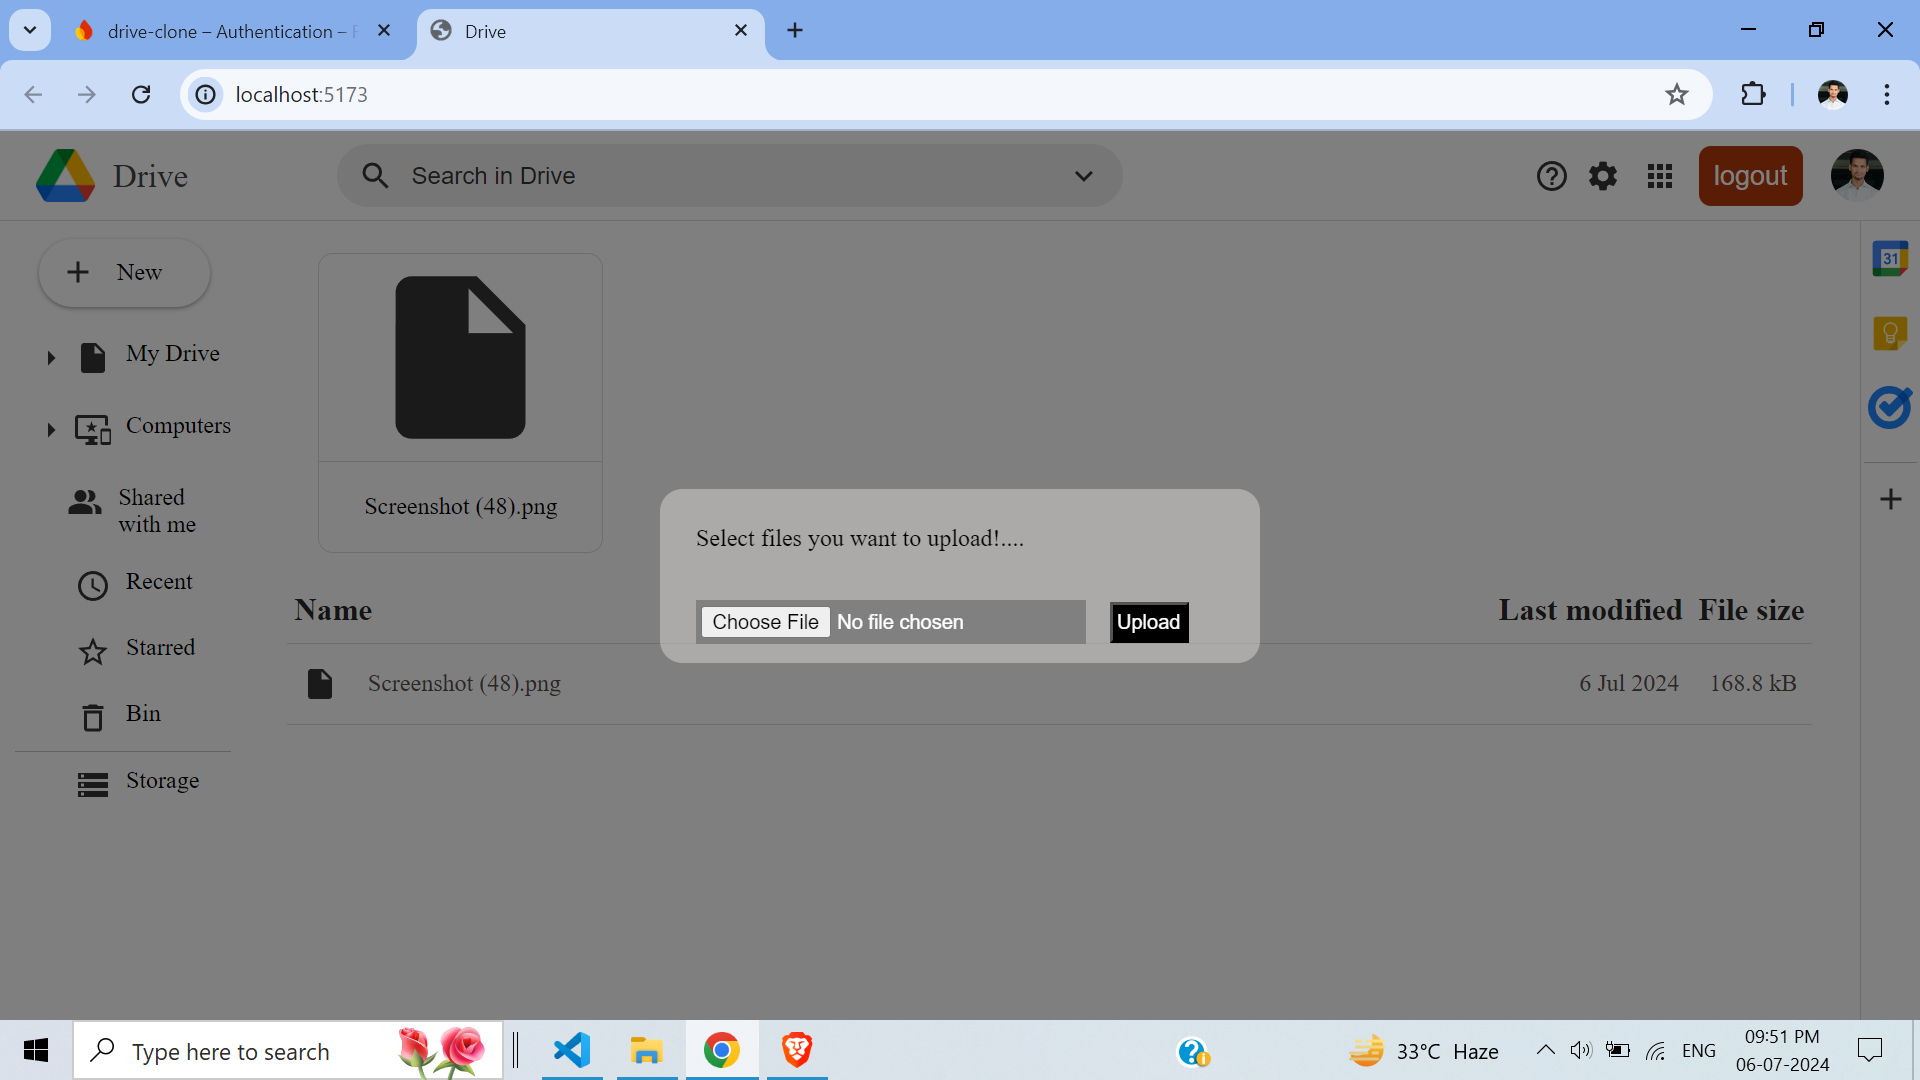 drive-clone – Authentication –
Drive
localhost:5173
Drive
Search in Drive
logout
New
My Drive
Computers
Shared
with me
Recent
Starred
Bin
Storage
Screenshot (48).png
Select files you want to upload!....
Choose File No file chosen
Upload
Name Last modified File size
Screenshot (48).png 6 Jul 2024 168.8 kB
31
Type here to search
33°C Haze
ENG
09:51 PM
06-07-2024